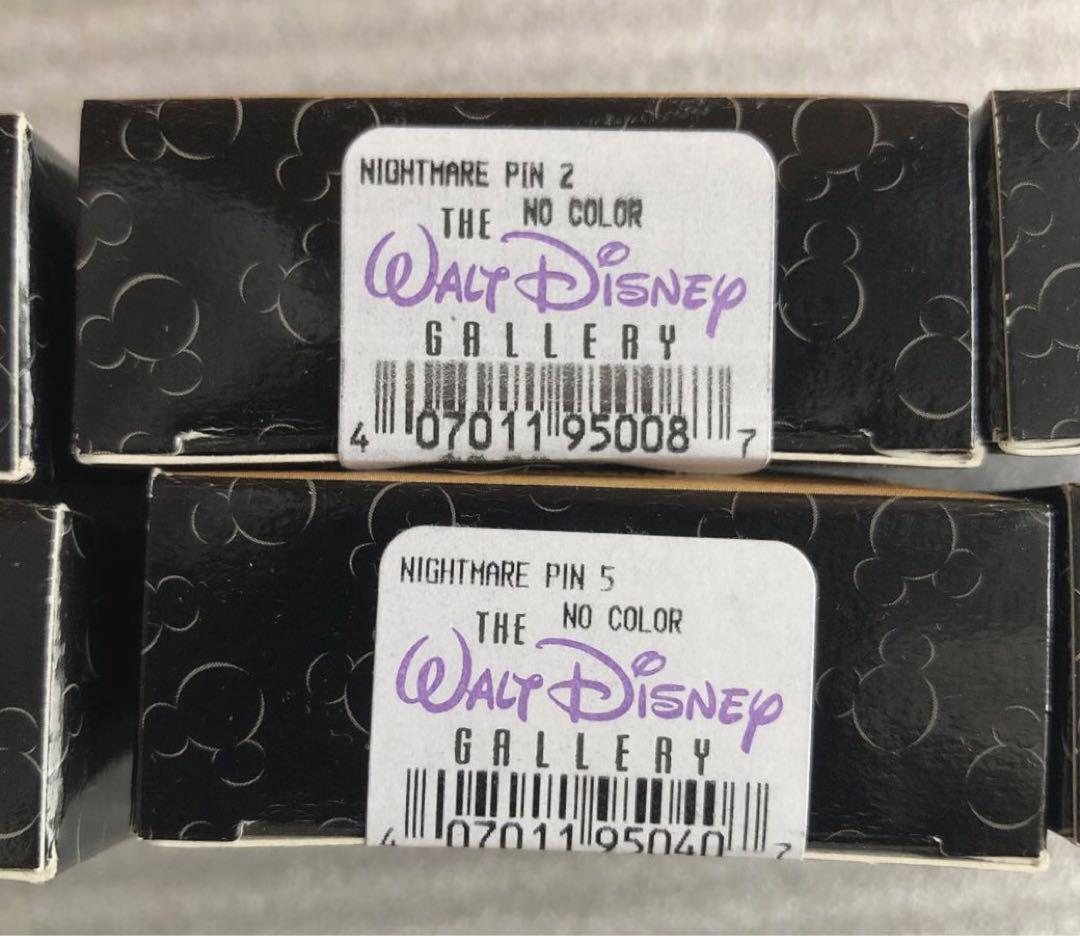 NIGHTMARE PIN 2
NO COLOR
THE
WALT DISNEY
GALLERY
4 07011 95008 7
NIGHTMARE PIN 5
NO COLOR
THE
WALT DISNEY
GALLERY
4 07011 95040 7